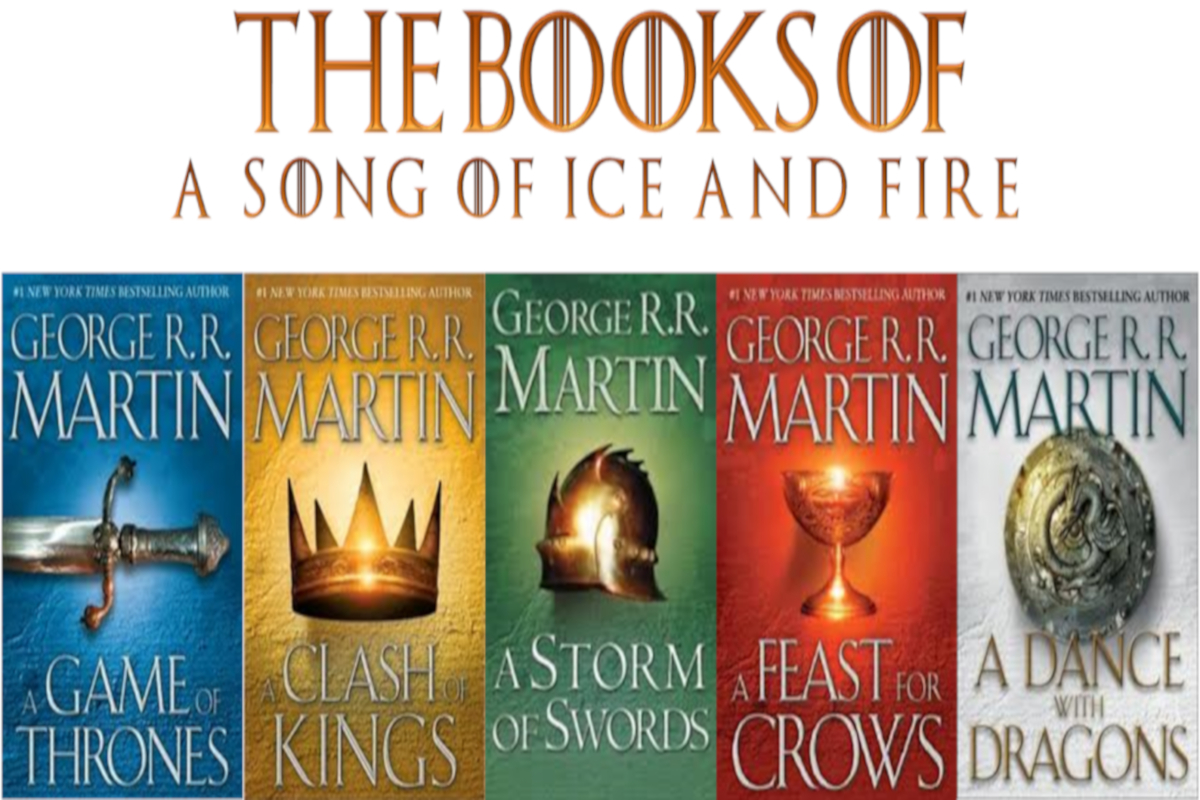 THE BOOKS OF
A SONG OF ICE AND FIRE
#1 NEW YORK TIMES BESTSELLING AUTHOR
GEORGE R.R.
MARTIN
A GAME OF
THRONES
#1 NEW YORK TIMES BESTSELLING AUTHOR
GEORGE R.R.
MARTIN
A CLASH OF
KINGS
GEORGE R.R.
MARTIN
A STORM
OF SWORDS
#1 NEW YORK TIMES BESTSELLING AUTHOR
GEORGE R.R.
MARTIN
A FEAST FOR
CROWS
#1 NEW YORK TIMES BESTSELLING AUTHOR
GEORGE R.R.
MARTIN
A DANCE
WITH
DRAGONS